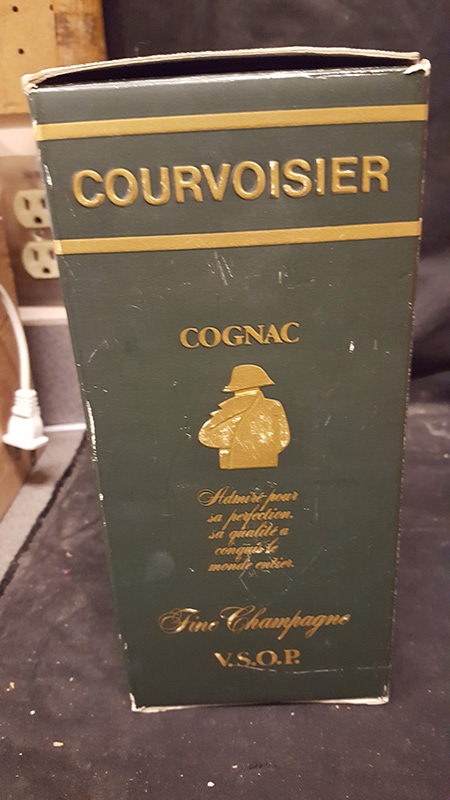 COURVOISIER
COGNAC
Admiré pour
sa perfection.
sa qualité a
conquis le
monde entier.
Fine Champagne
V.S.O.P.